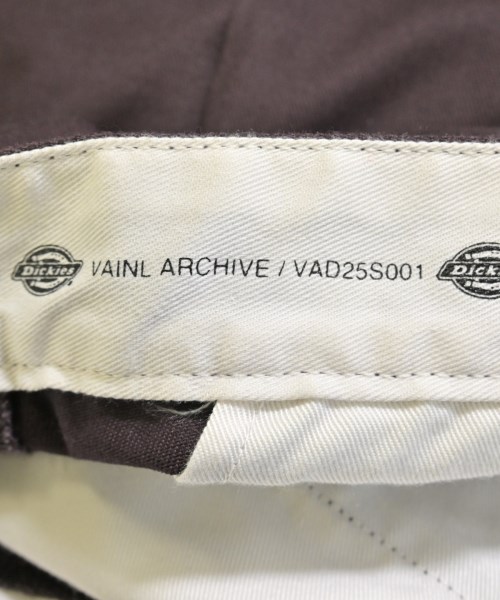 Dickies VAINL ARCHIVE / VAD25S001 Dickies